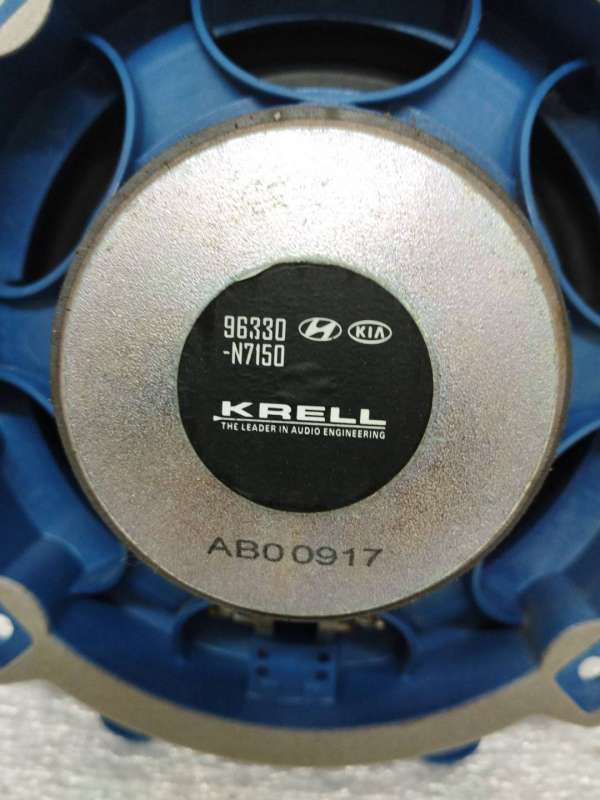 96330 H KIA
-N7150
KRELL
THE LEADER IN AUDIO ENGINEERING
AB00917